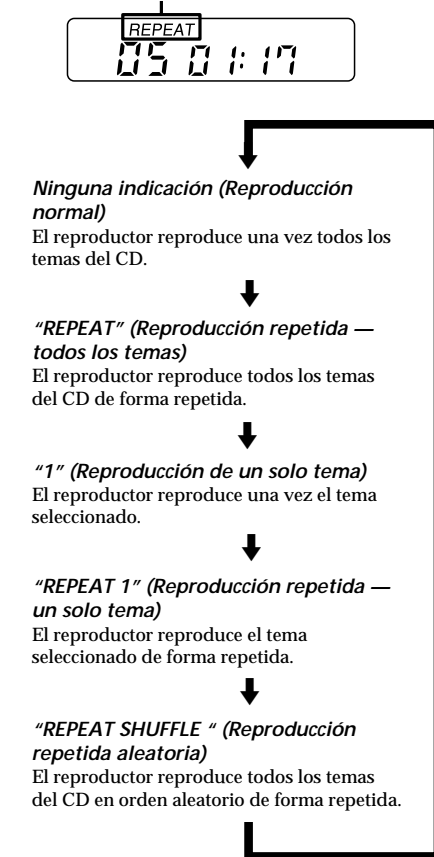 REPEAT
05 01:17
Ninguna indicación (Reproducción
normal)
El reproductor reproduce una vez todos los
temas del CD.
“REPEAT” (Reproducción repetida —
todos los temas)
El reproductor reproduce todos los temas
del CD de forma repetida.
“1” (Reproducción de un solo tema)
El reproductor reproduce una vez el tema
seleccionado.
“REPEAT 1” (Reproducción repetida —
un solo tema)
El reproductor reproduce el tema
seleccionado de forma repetida.
“REPEAT SHUFFLE “ (Reproducción
repetida aleatoria)
El reproductor reproduce todos los temas
del CD en orden aleatorio de forma repetida.